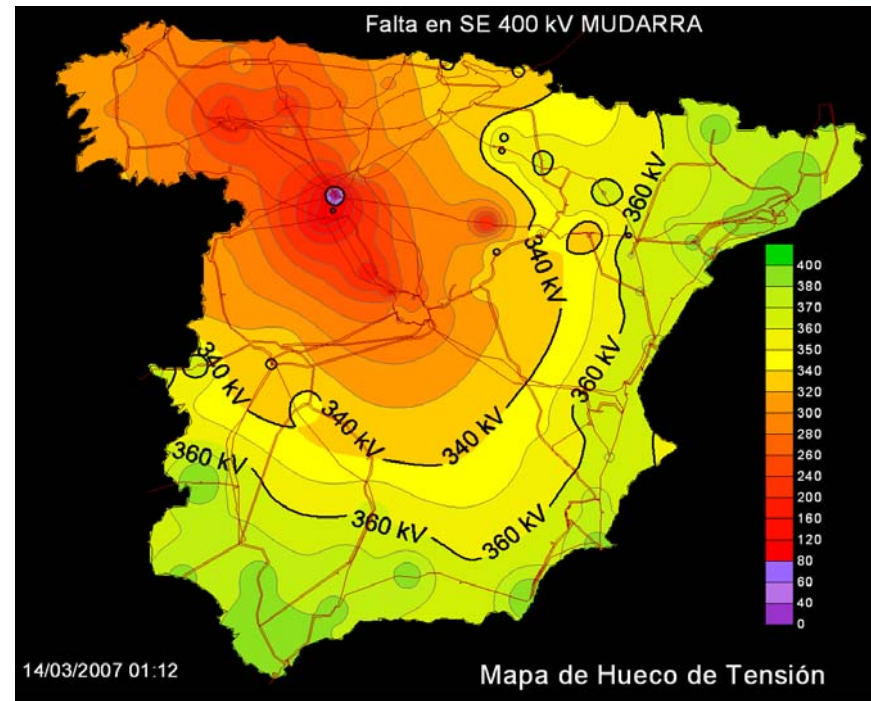 Falta en SE 400 kV MUDARRA
360 kV
340 kV
360 kV
340 kV
340 kV
340 kV
360 kV
360 kV
360 kV
400
380
370
360
340
320
300
280
260
240
200
160
120
80
60
40
0
14/03/2007 01:12
Mapa de Hueco de Tensión